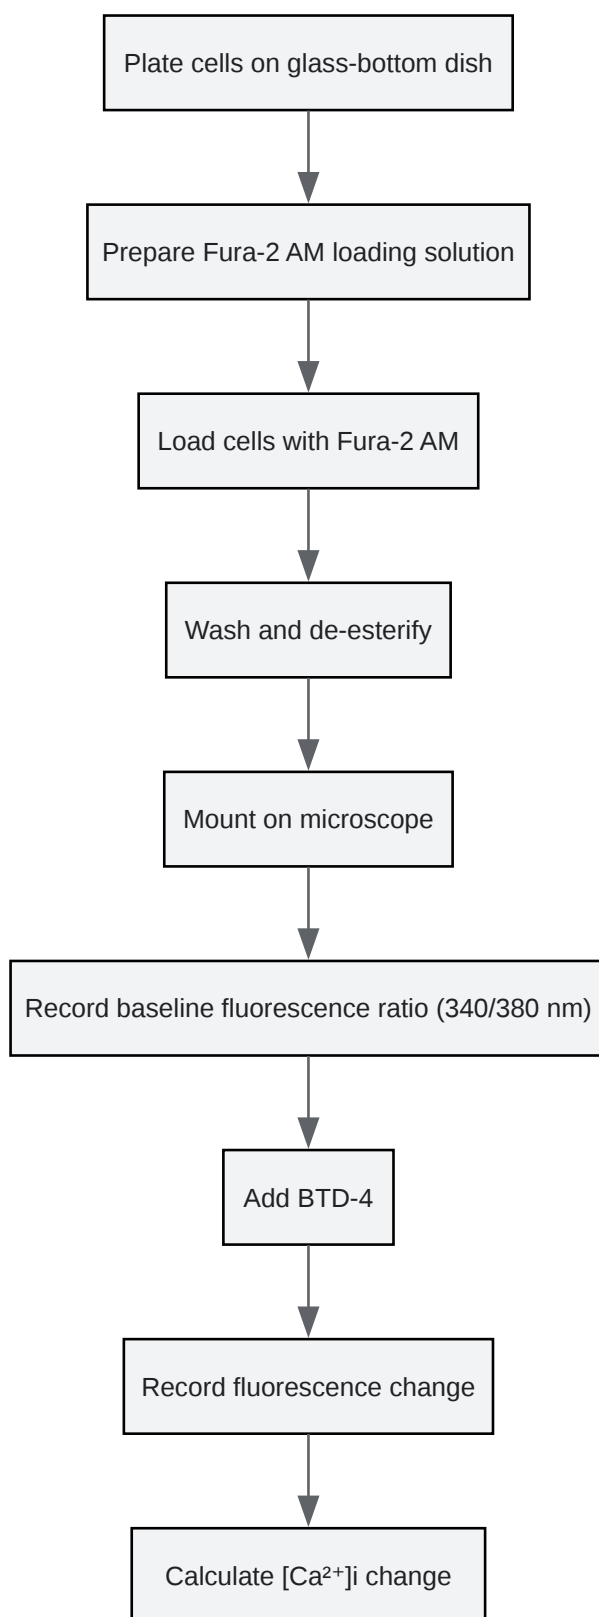 Plate cells on glass-bottom dish
Prepare Fura-2 AM loading solution
Load cells with Fura-2 AM
Wash and de-esterify
Mount on microscope
Record baseline fluorescence ratio (340/380 nm)
Add BTD-4
Record fluorescence change
Calculate [Ca²⁺]i change